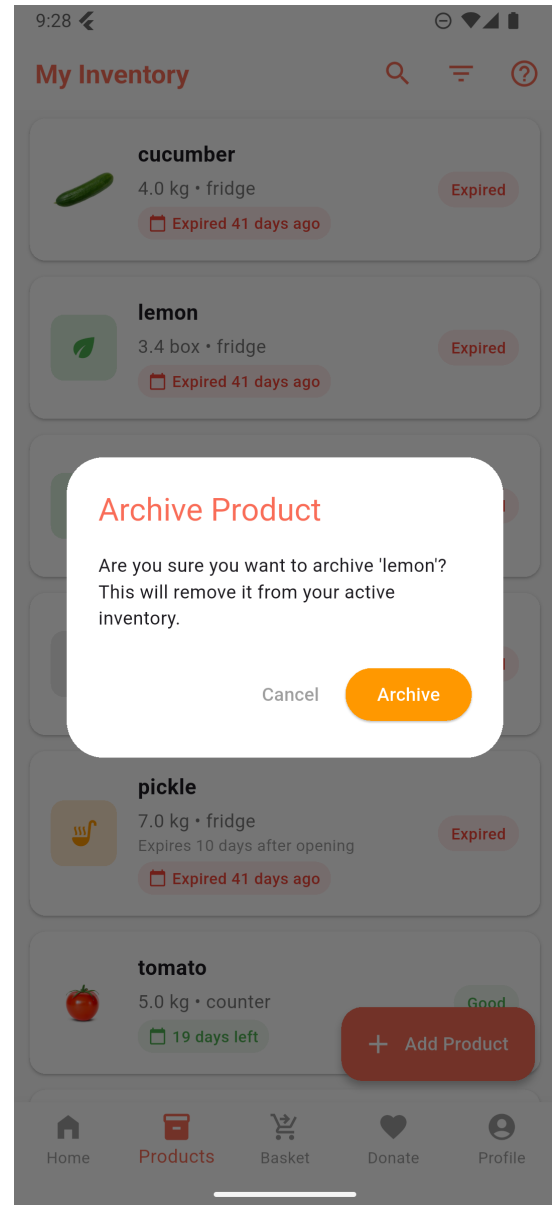 9:28
My Inventory
cucumber
4.0 kg • fridge
Expired 41 days ago
Expired
lemon
3.4 box • fridge
Expired 41 days ago
Expired
Archive Product
Are you sure you want to archive 'lemon'?
This will remove it from your active
inventory.
Cancel
Archive
pickle
7.0 kg • fridge
Expires 10 days after opening
Expired 41 days ago
Expired
tomato
5.0 kg • counter
19 days left
Good
Add Product
Home
Products
Basket
Donate
Profile